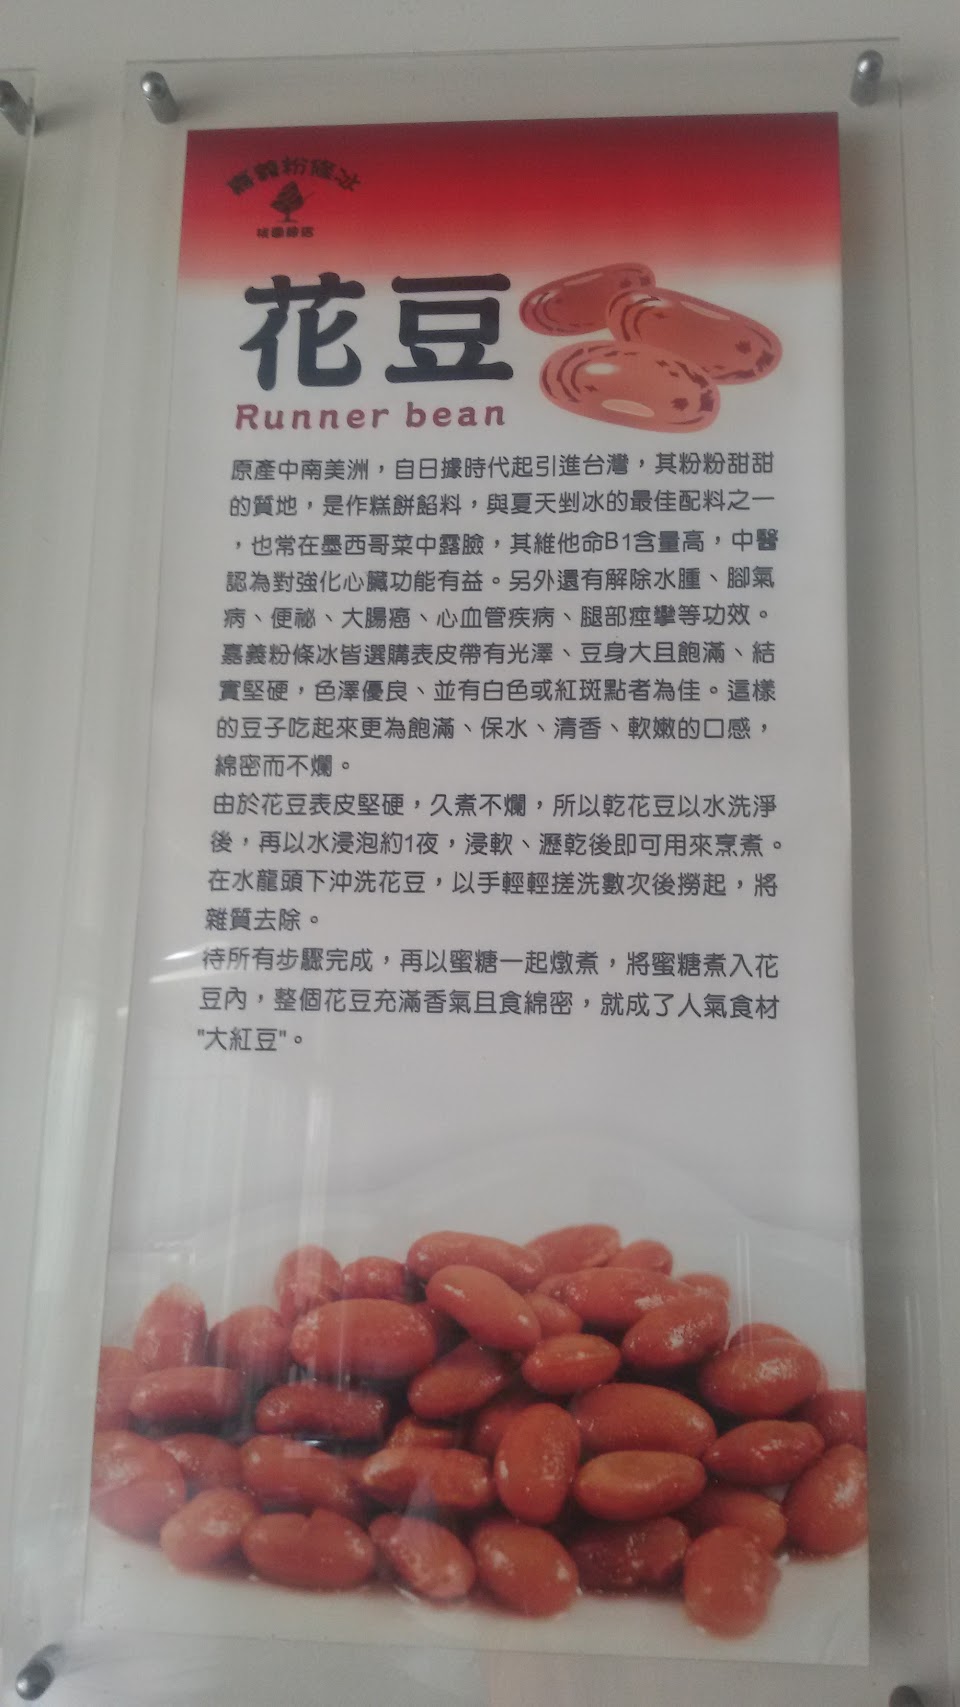 嘉義粉條冰
花豆
Runner bean
原產中南美洲，自日據時代起引進台灣，其粉粉甜甜
的質地，是作糕餅餡料，與夏天剉冰的最佳配料之一
，也常在墨西哥菜中露臉，其維他命B1含量高，中醫
認為對強化心臟功能有益。另外還有解除水腫、腳氣
病、便祕、大腸癌、心血管疾病、腿部痙攣等功效。
嘉義粉條冰皆選購表皮帶有光澤、豆身大且飽滿、結
實堅硬，色澤優良、並有白色或紅斑點者為佳。這樣
的豆子吃起來更為飽滿、保水、清香、軟嫩的口感，
綿密而不爛。
由於花豆表皮堅硬，久煮不爛，所以乾花豆以水洗淨
後，再以水浸泡約1夜，浸軟、瀝乾後即可用來烹煮。
在水龍頭下沖洗花豆，以手輕輕搓洗數次後撈起，將
雜質去除。
待所有步驟完成，再以蜜糖一起燉煮，將蜜糖煮入花
豆內，整個花豆充滿香氣且食綿密，就成了人氣食材
"大紅豆"。